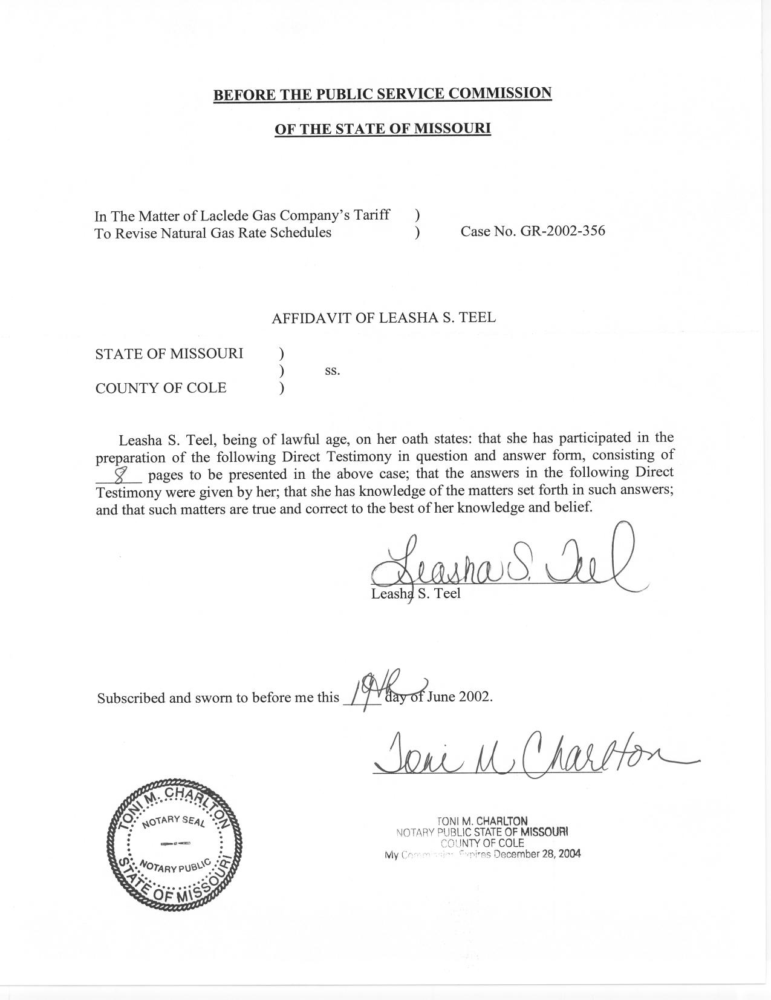 BEFORE THE PUBLIC SERVICE COMMISSION
OF THE STATE OF MISSOURI
In The Matter of Laclede Gas Company's Tariff )
To Revise Natural Gas Rate Schedules ) Case No. GR-2002-356
AFFIDAVIT OF LEASHA S. TEEL
STATE OF MISSOURI )
) ss.
COUNTY OF COLE )
Leasha S. Teel, being of lawful age, on her oath states: that she has participated in the
preparation of the following Direct Testimony in question and answer form, consisting of
8 pages to be presented in the above case; that the answers in the following Direct
Testimony were given by her; that she has knowledge of the matters set forth in such answers;
and that such matters are true and correct to the best of her knowledge and belief.
Leasha S. Teel
Leasha S. Teel
Subscribed and sworn to before me this 19th day of June 2002.
Toni M Charlton
TONI M. CHARLTON
NOTARY SEAL
NOTARY PUBLIC
STATE OF MISSOURI
TONI M. CHARLTON
NOTARY PUBLIC STATE OF MISSOURI
COUNTY OF COLE
My Commission Expires December 28, 2004